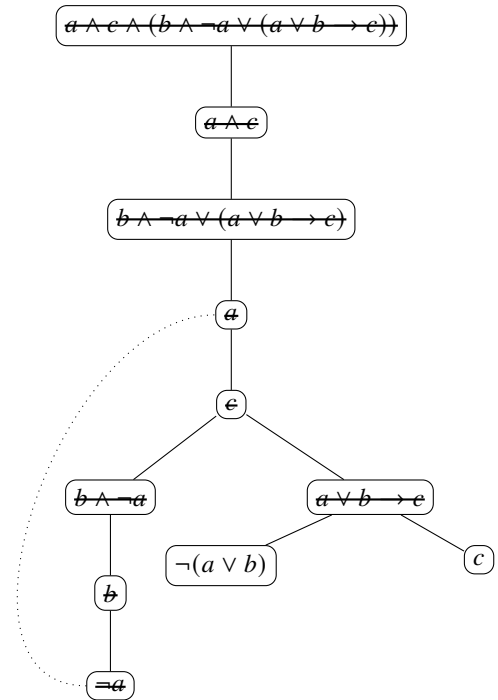 a ∧ c ∧ (b ∧ ¬a ∨ (a ∨ b → c))
a ∧ c
b ∧ ¬a ∨ (a ∨ b → c)
a
c
b ∧ ¬a
a ∨ b → c
¬(a ∨ b)
c
b
¬a